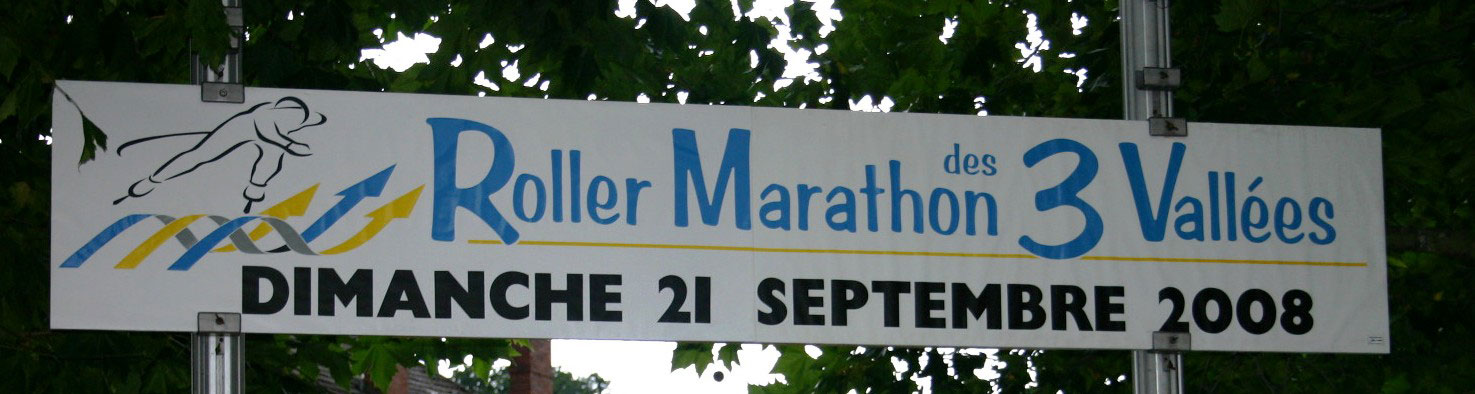 Roller Marathon des 3 Vallées
DIMANCHE 21 SEPTEMBRE 2008